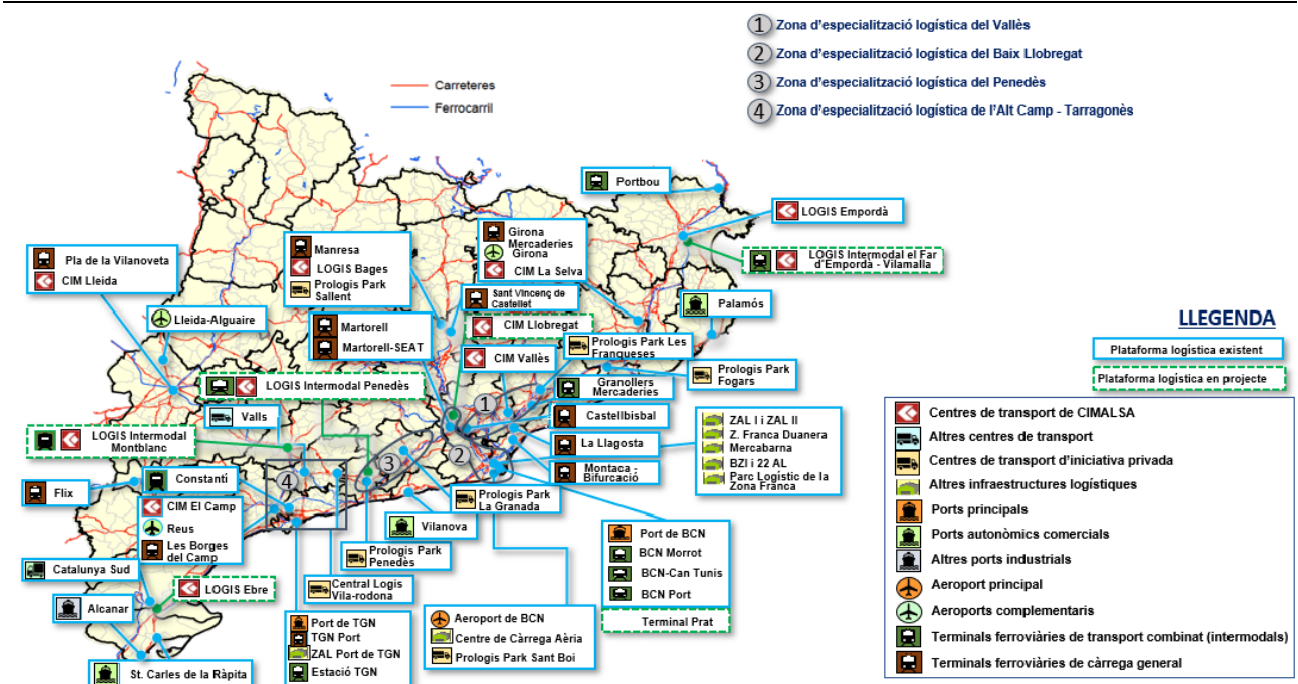 1 Zona d'especialització logística del Vallès
2 Zona d'especialització logística del Baix Llobregat
3 Zona d'especialització logística del Penedès
4 Zona d'especialització logística de l'Alt Camp - Tarragonès
Carreteres
Ferrocarril
Portbou
LOGIS Empordà
LOGIS Intermodal el Far
d'Empordà - Vilamalla
Girona
Mercaderies
Girona
CIM La Selva
Manresa
LOGIS Bages
Prologis Park
Sallent
Pla de la Vilanoveta
CIM Lleida
Sant Vincenç de
Castellet
Palamós
Lleida-Alguaire
Martorell
Martorell-SEAT
CIM Llobregat
CIM Vallès
Prologis Park Les
Franqueses
Prologis Park
Fogars
LOGIS Intermodal Penedès
Granollers
Mercaderies
Valls
Castellbisbal
LOGIS Intermodal
Montblanc
La Llagosta
Montaca -
Bifurcació
ZAL I i ZAL II
Z. Franca Duanera
Mercabarna
BZI i 22 AL
Parc Logístic de la
Zona Franca
1
2
3
4
Flix
Constantí
CIM El Camp
Reus
Les Borges
del Camp
Prologis Park
La Granada
Vilanova
Prologis Park
Penedès
Central Logis
Vila-rodona
Port de BCN
BCN Morrot
BCN-Can Tunis
BCN Port
Terminal Prat
Catalunya Sud
LOGIS Ebre
Alcanar
St. Carles de la Ràpita
Port de TGN
TGN Port
ZAL Port de TGN
Estació TGN
Aeroport de BCN
Centre de Càrrega Aèria
Prologis Park Sant Boi
LLEGENDA
Plataforma logística existent
Plataforma logística en projecte
Centres de transport de CIMALSA
Altres centres de transport
Centres de transport d'iniciativa privada
Altres infraestructures logístiques
Ports principals
Ports autonòmics comercials
Altres ports industrials
Aeroport principal
Aeroports complementaris
Terminals ferroviàries de transport combinat (intermodals)
Terminals ferroviàries de càrrega general